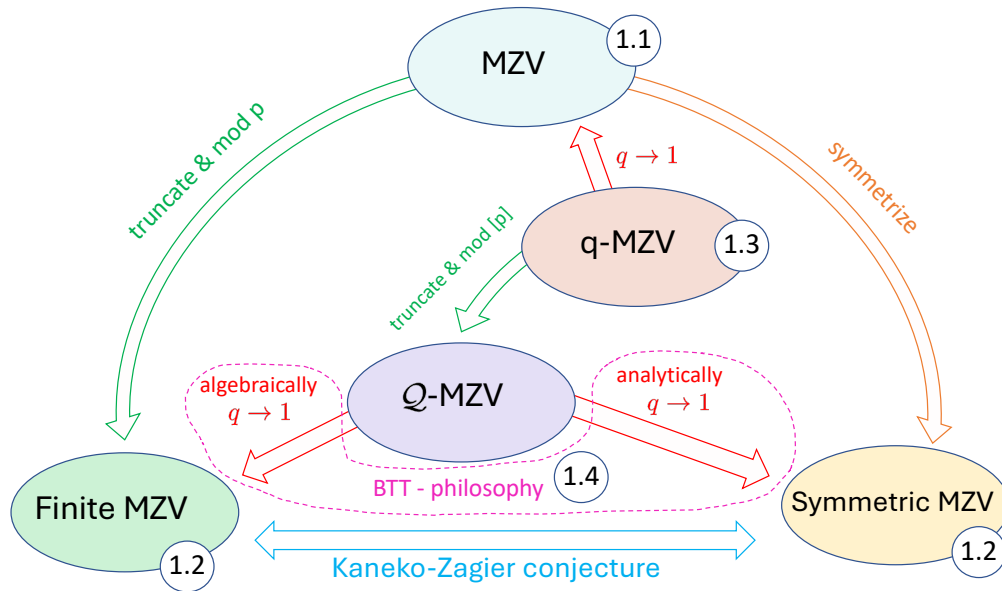 MZV
1.1
truncate & mod p
symmetrize
q → 1
q-MZV
1.3
truncate & mod [p]
algebraically
q → 1
𝒬-MZV
analytically
q → 1
BTT - philosophy
1.4
Finite MZV
1.2
Symmetric MZV
1.2
Kaneko-Zagier conjecture